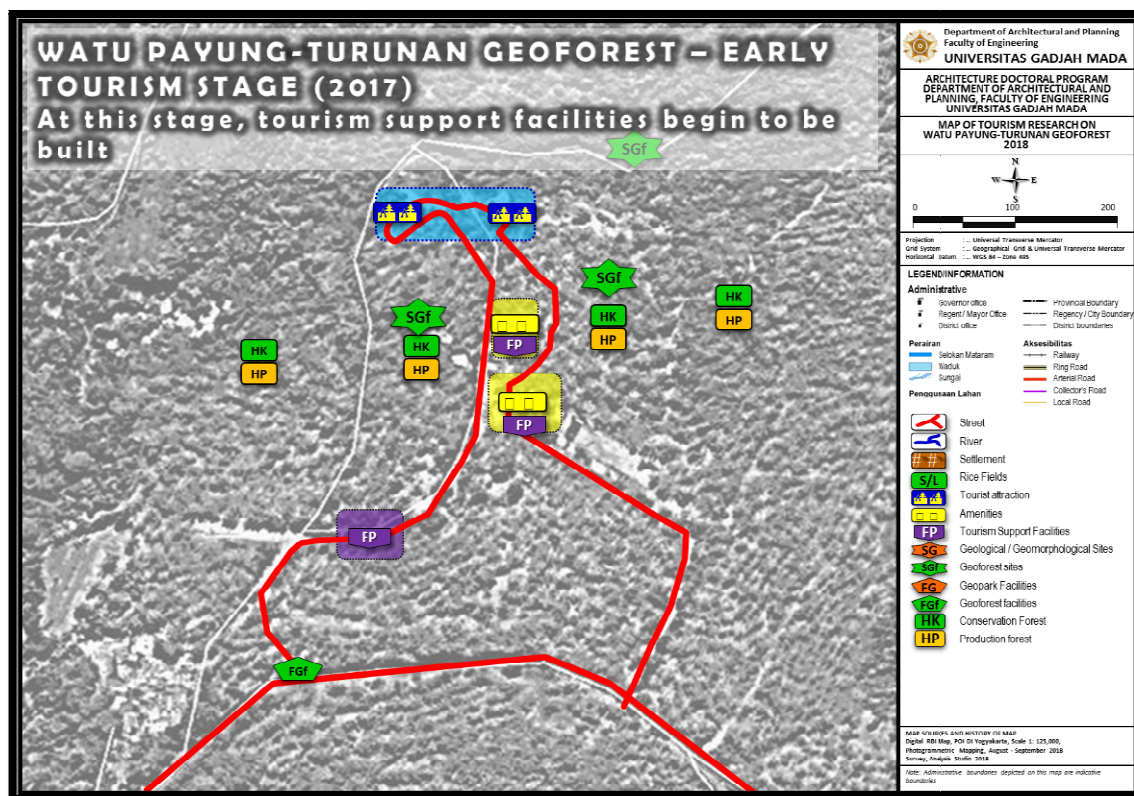 WATU PAYUNG-TURUNAN GEOFOREST – EARLY
TOURISM STAGE (2017)
At this stage, tourism support facilities begin to be
built
SGf
SGf
SGf
HK
HP
HK
HP
HK
HP
HK
HP
FP
FP
FP
FGf
Department of Architectural and Planning
Faculty of Engineering
UNIVERSITAS GADJAH MADA
ARCHITECTURE DOCTORAL PROGRAM
DEPARTMENT OF ARCHITECTURAL AND
PLANNING, FACULTY OF ENGINEERING
UNIVERSITAS GADJAH MADA
MAP OF TOURISM RESEARCH ON
WATU PAYUNG-TURUNAN GEOFOREST
2018
N
W E
S
0 100 200
Projection : ... Universal Transverse Mercator
Grid System : ... Geographical Grid & Universal Transverse Mercator
Horizontal Datum : ... WGS 84 – Zone 49S
LEGEND/INFORMATION
Administrative
Governor office
Regent / Mayor Office
District office
Provincial Boundary
Regency / City Boundary
District boundaries
Perairan
Selokan Mataram
Waduk
Sungai
Aksesibilitas
Railway
Ring Road
Arterial Road
Collector's Road
Local Road
Penggunaan Lahan
Street
River
# # Settlement
S/L Rice Fields
Tourist attraction
Amenities
FP Tourism Support Facilities
SG Geological / Geomorphological Sites
SGf Geoforest sites
FG Geopark Facilities
FGf Geoforest facilities
HK Conservation Forest
HP Production forest
MAP SOURCES AND HISTORY OF MAP
Digital RBI Map, POI DI Yogyakarta, Scale 1: 125,000,
Photogrammetric Mapping, August - September 2018
Survey, Analysis Studio 2018
Note: Administrative boundaries depicted on this map are indicative
boundaries